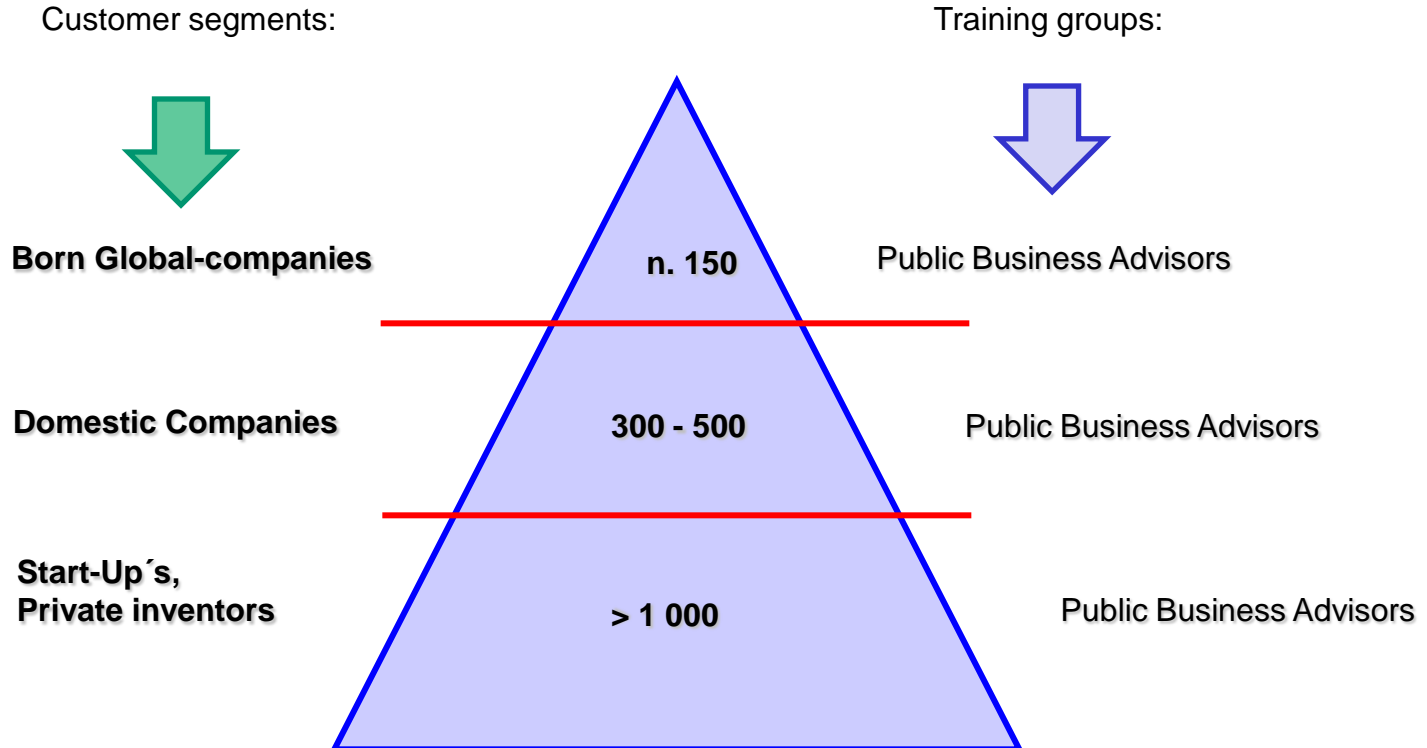 Customer segments:
Training groups:
Born Global-companies
n. 150
Public Business Advisors
Domestic Companies
300 - 500
Public Business Advisors
Start-Up´s,
Private inventors
> 1 000
Public Business Advisors